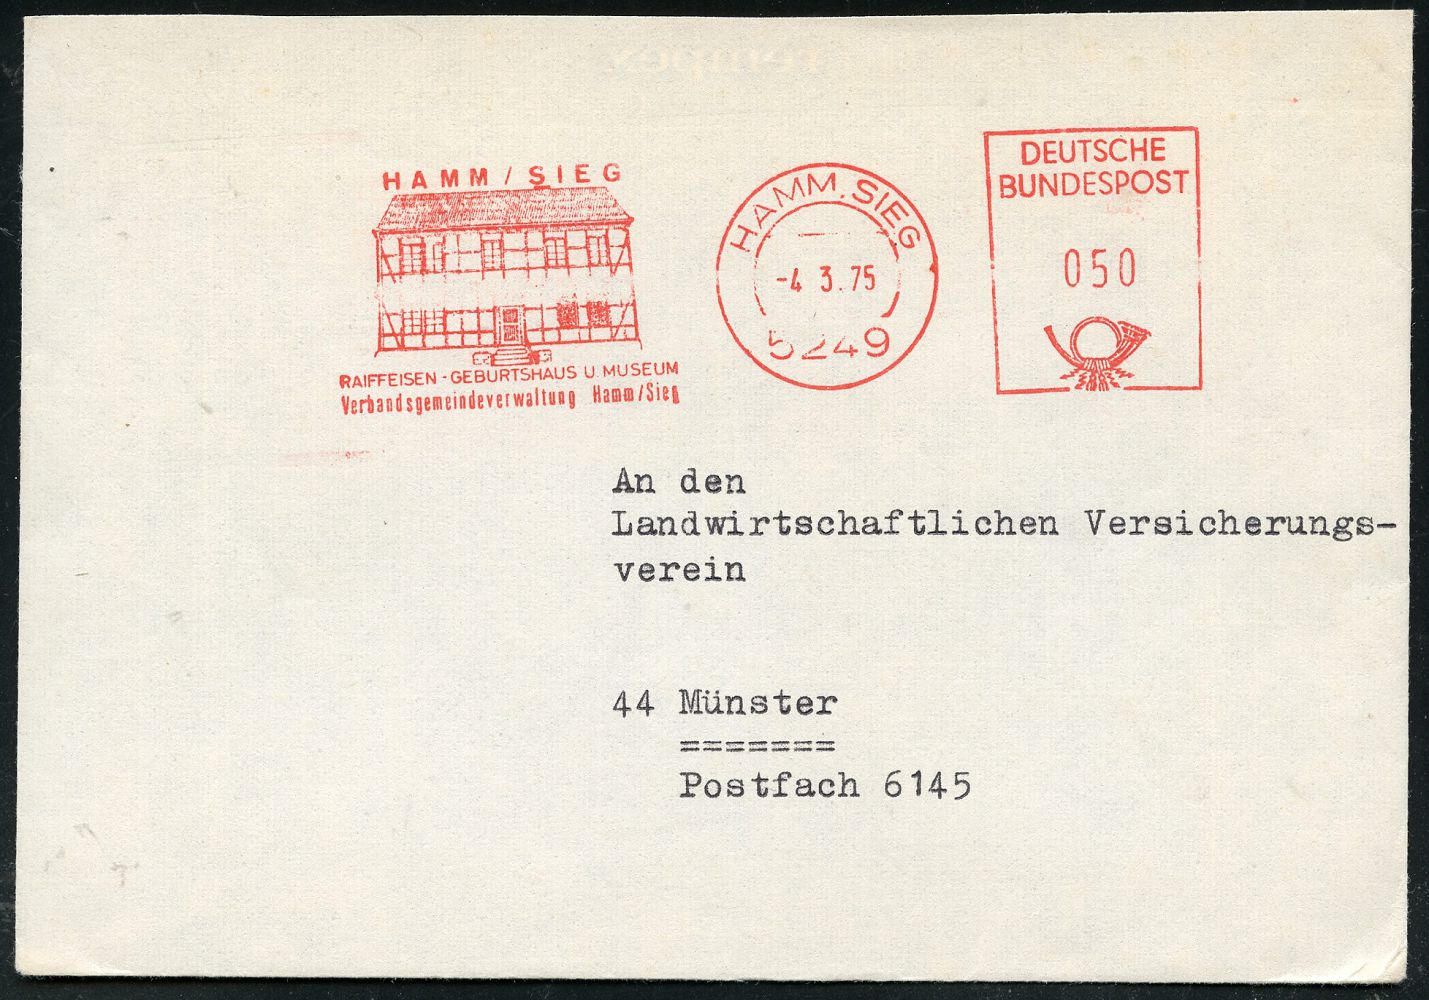 HAMM / SIEG
RAIFFEISEN - GEBURTSHAUS U. MUSEUM
Verbandsgemeindeverwaltung Hamm/Sieg
HAMM, SIEG
-4 3.75
5249
DEUTSCHE
BUNDESPOST
050
An den
Landwirtschaftlichen Versicherungs-
verein
44 Münster
=======
Postfach 6145